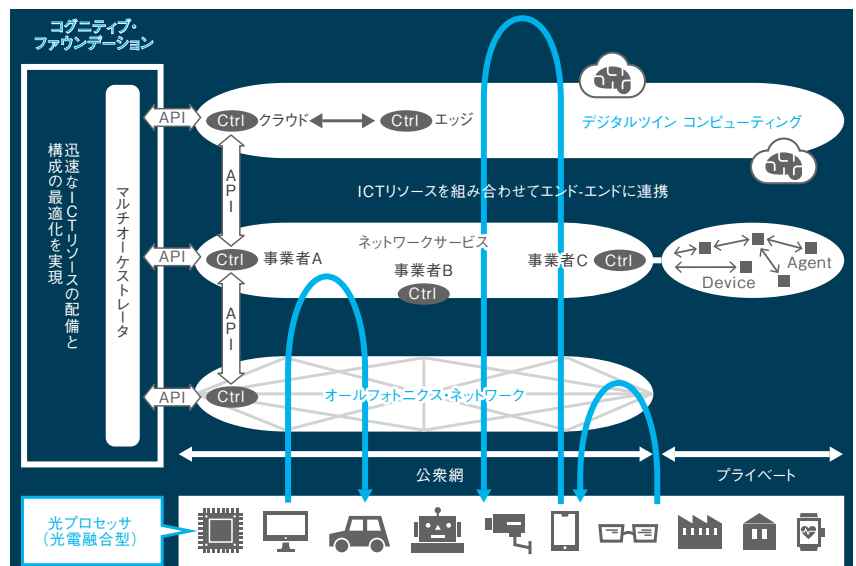 コグニティブ・
ファウンデーション
迅速なICTリソースの配備と
構成の最適化を実現
マルチオーケストレータ
API
Ctrl
クラウド
Ctrl
エッジ
デジタルツイン コンピューティング
API
ICTリソースを組み合わせてエンド-エンドに連携
API
Ctrl
事業者A
ネットワークサービス
事業者B
Ctrl
事業者C
Ctrl
Agent
Device
API
API
Ctrl
オールフォトニクス・ネットワーク
公衆網
プライベート
光プロセッサ
(光電融合型)